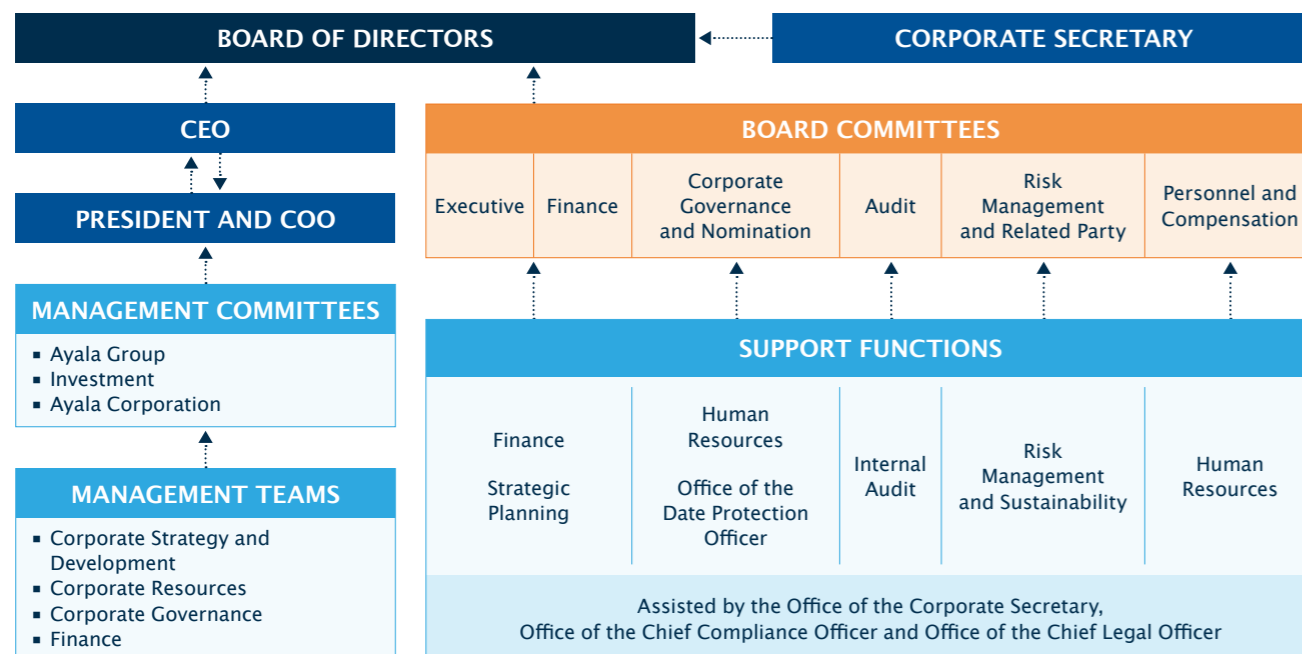 BOARD OF DIRECTORS
CORPORATE SECRETARY
CEO
PRESIDENT AND COO
MANAGEMENT COMMITTEES
▪ Ayala Group
▪ Investment
▪ Ayala Corporation
MANAGEMENT TEAMS
▪ Corporate Strategy and
Development
▪ Corporate Resources
▪ Corporate Governance
▪ Finance
BOARD COMMITTEES
Executive
Finance
Corporate
Governance
and Nomination
Audit
Risk
Management
and Related Party
Personnel and
Compensation
SUPPORT FUNCTIONS
Finance
Strategic
Planning
Human
Resources
Office of the
Date Protection
Officer
Internal
Audit
Risk
Management
and Sustainability
Human
Resources
Assisted by the Office of the Corporate Secretary,
Office of the Chief Compliance Officer and Office of the Chief Legal Officer